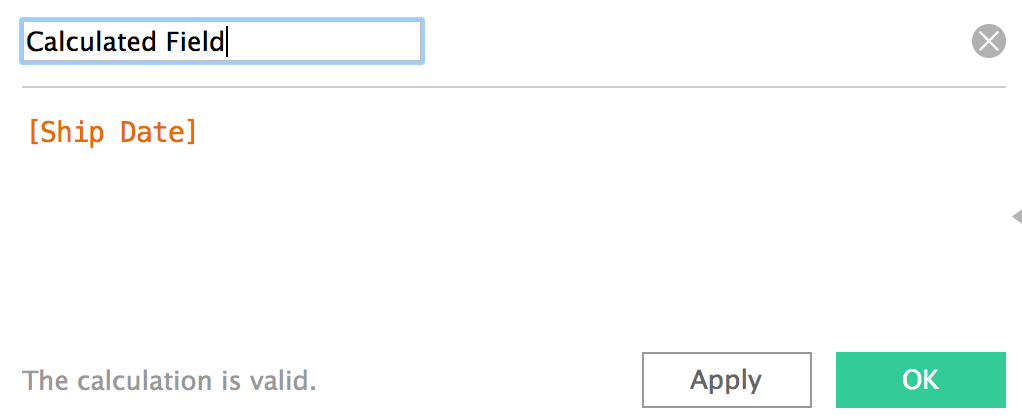 Calculated Field
[Ship Date]
The calculation is valid.
Apply
OK